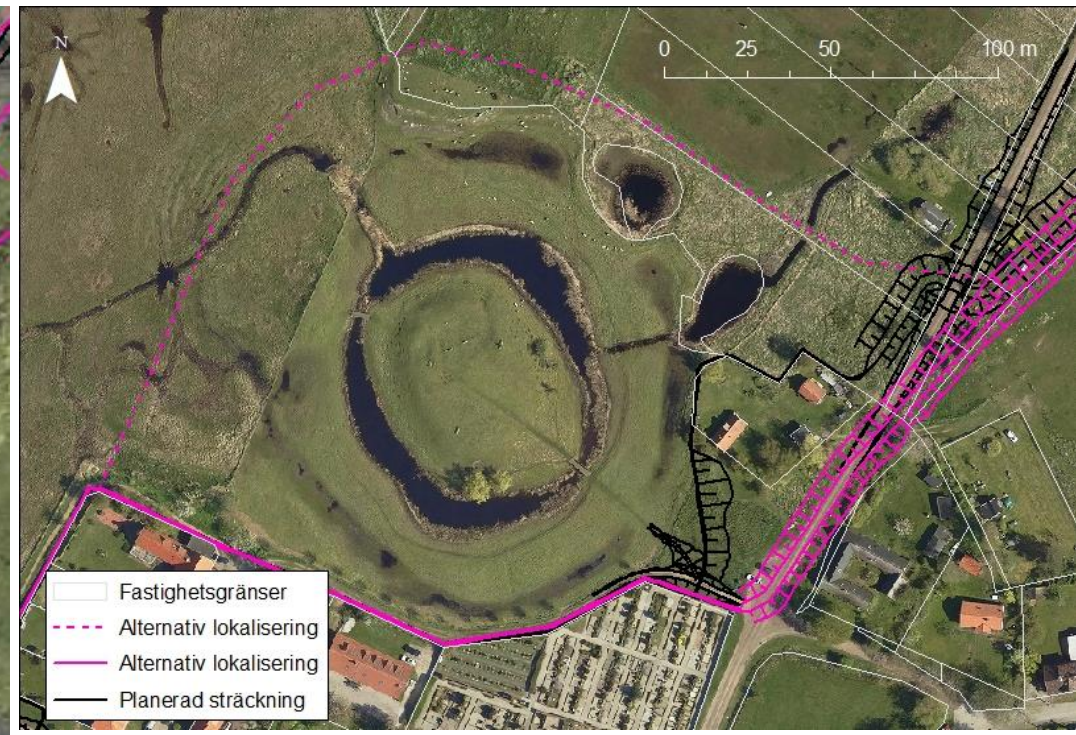 N
0 25 50 100 m
Fastighetsgränser
Alternativ lokalisering
Alternativ lokalisering
Planerad sträckning